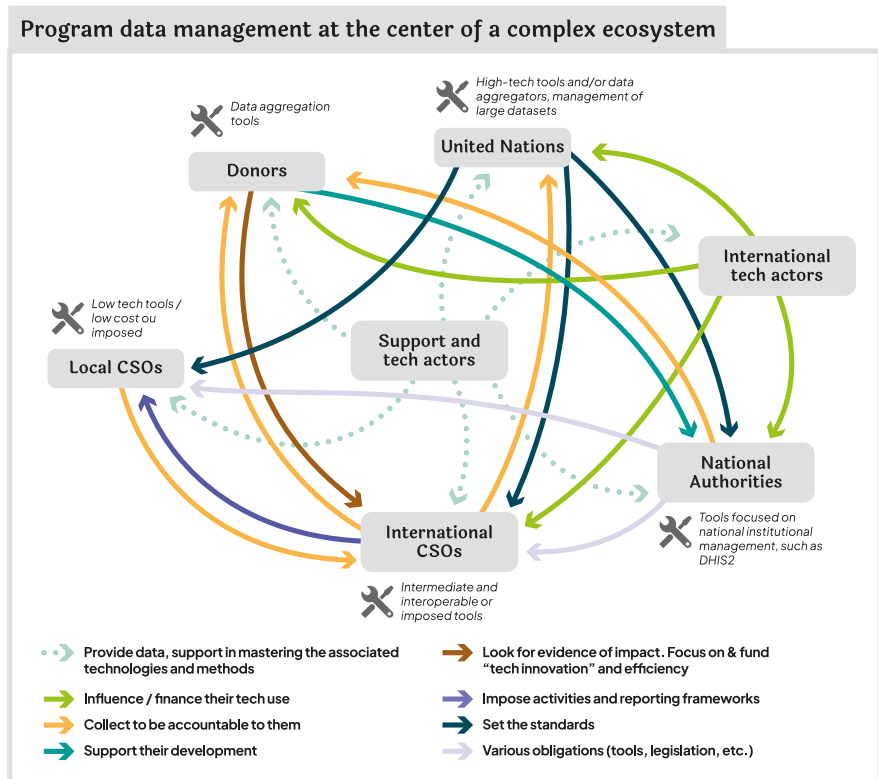 Program data management at the center of a complex ecosystem
High-tech tools and/or data
aggregators, management of
large datasets
Data aggregation
tools
United Nations
Donors
International
tech actors
Low tech tools /
low cost ou
imposed
Support and
tech actors
Local CSOs
National
Authorities
Tools focused on
national institutional
management, such as
DHIS2
International
CSOs
Intermediate and
interoperable or
imposed tools
Provide data, support in mastering the associated
technologies and methods
Influence / finance their tech use
Collect to be accountable to them
Support their development
Look for evidence of impact. Focus on & fund
“tech innovation” and efficiency
Impose activities and reporting frameworks
Set the standards
Various obligations (tools, legislation, etc.)